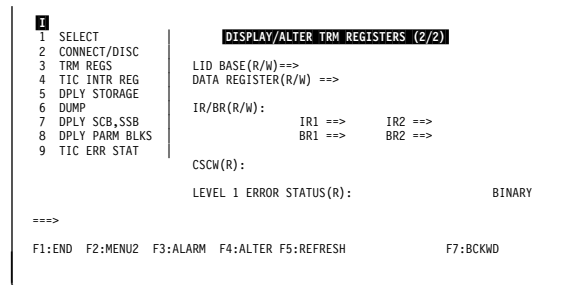 I
1 SELECT DISPLAY/ALTER TRM REGISTERS (2/2)
2 CONNECT/DISC
3 TRM REGS LID BASE(R/W)==>
4 TIC INTR REG DATA REGISTER(R/W) ==>
5 DPLY STORAGE
6 DUMP IR/BR(R/W):
7 DPLY SCB,SSB IR1 ==> IR2 ==>
8 DPLY PARM BLKS BR1 ==> BR2 ==>
9 TIC ERR STAT
CSCW(R):
LEVEL 1 ERROR STATUS(R): BINARY
===>
F1:END F2:MENU2 F3:ALARM F4:ALTER F5:REFRESH F7:BCKWD